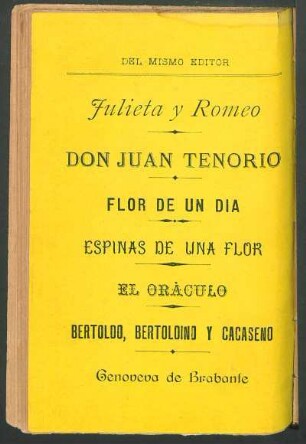 DEL MISMO EDITOR
Julieta y Romeo
DON JUAN TENORIO
FLOR DE UN DIA
ESPINAS DE UNA FLOR
EL ORÁCULO
BERTOLDO, BERTOLDINO Y CACASENO
Genoveva de Brabante